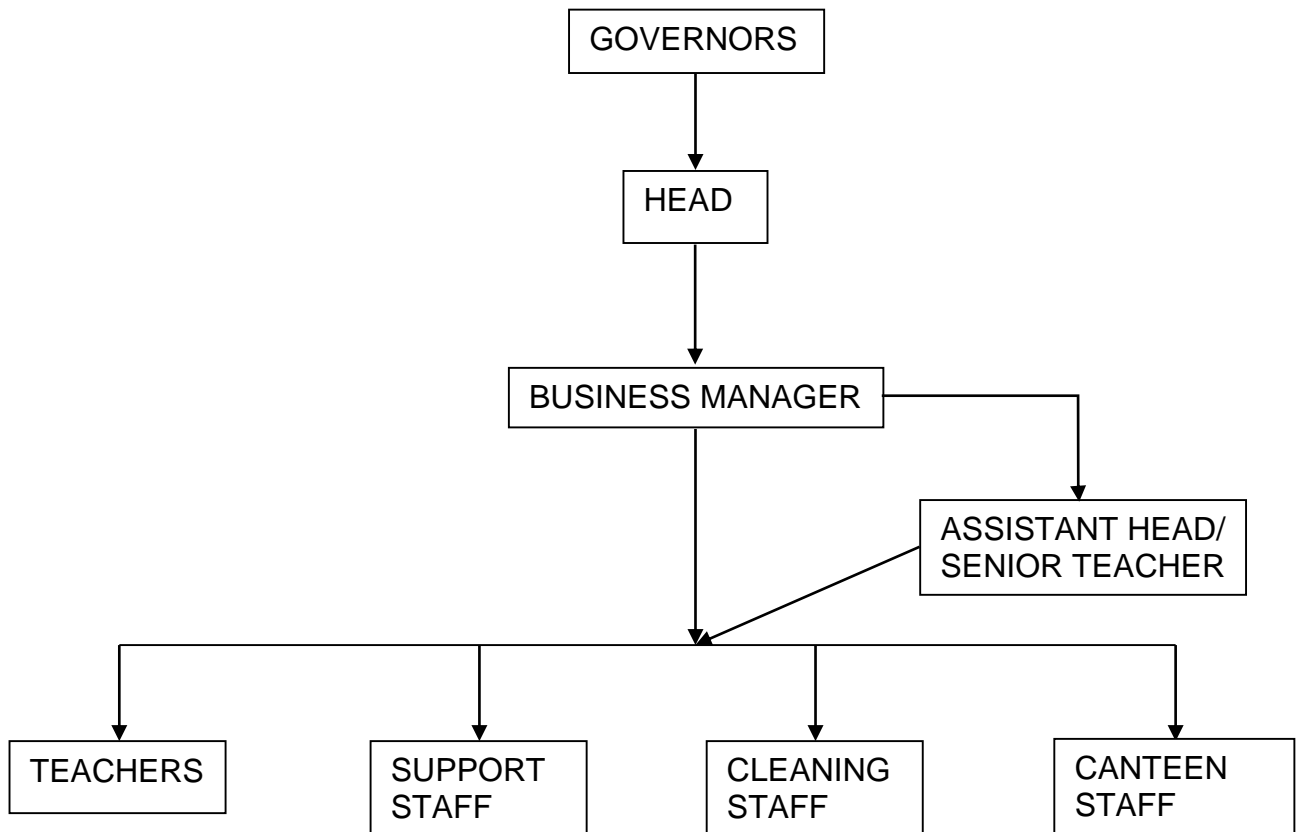 GOVERNORS
HEAD
BUSINESS MANAGER
ASSISTANT HEAD/
SENIOR TEACHER
TEACHERS
SUPPORT
STAFF
CLEANING
STAFF
CANTEEN
STAFF